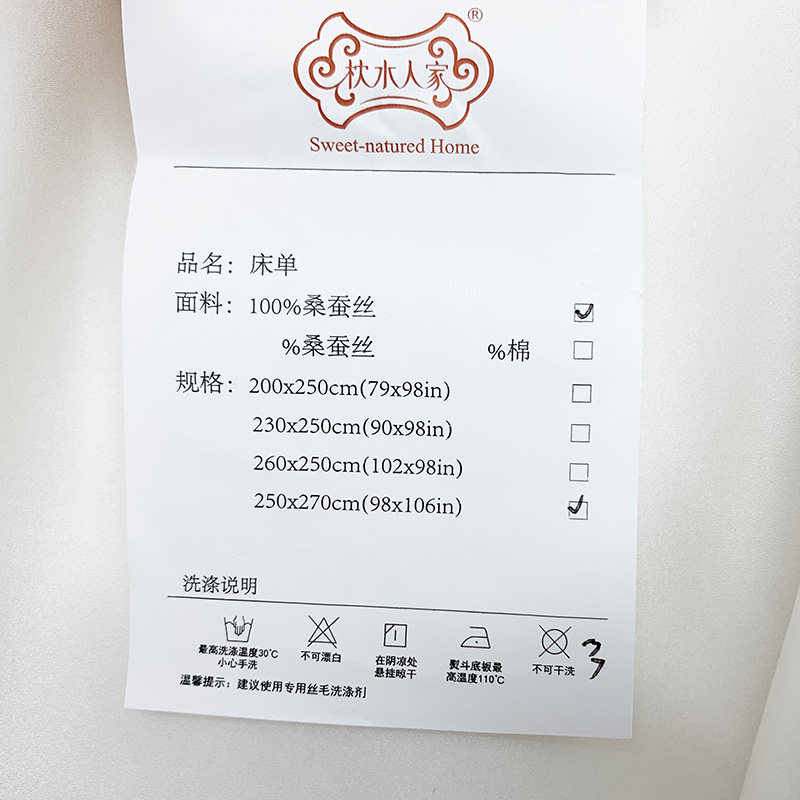 ®
枕水人家
Sweet-natured Home
品名：床单
面料：100%桑蚕丝
%桑蚕丝 %棉
规格：200x250cm(79x98in)
230x250cm(90x98in)
260x250cm(102x98in)
250x270cm(98x106in)
洗涤说明
最高洗涤温度30℃
小心手洗
不可漂白
在阴凉处
悬挂晾干
熨斗底板最
高温度110℃
不可干洗
温馨提示：建议使用专用丝毛洗涤剂